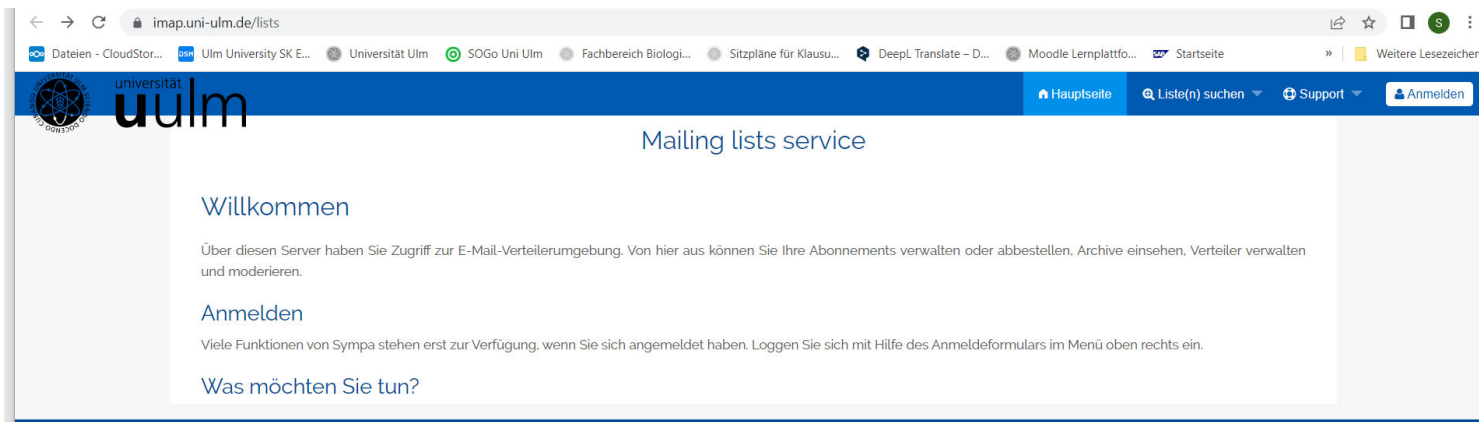 imap.uni-ulm.de/lists
S
Dateien - CloudStor... OSM Ulm University SK E... Universität Ulm SOGo Uni Ulm Fachbereich Biologi... Sitzpläne für Klausu... DeepL Translate – D... Moodle Lernplattfo... SAP Startseite » Weitere Lesezeichen
universität
uulm
Hauptseite Liste(n) suchen Support Anmelden
Mailing lists service
Willkommen
Über diesen Server haben Sie Zugriff zur E-Mail-Verteilerumgebung. Von hier aus können Sie Ihre Abonnements verwalten oder abbestellen, Archive einsehen, Verteiler verwalten
und moderieren.
Anmelden
Viele Funktionen von Sympa stehen erst zur Verfügung, wenn Sie sich angemeldet haben. Loggen Sie sich mit Hilfe des Anmeldeformulars im Menü oben rechts ein.
Was möchten Sie tun?